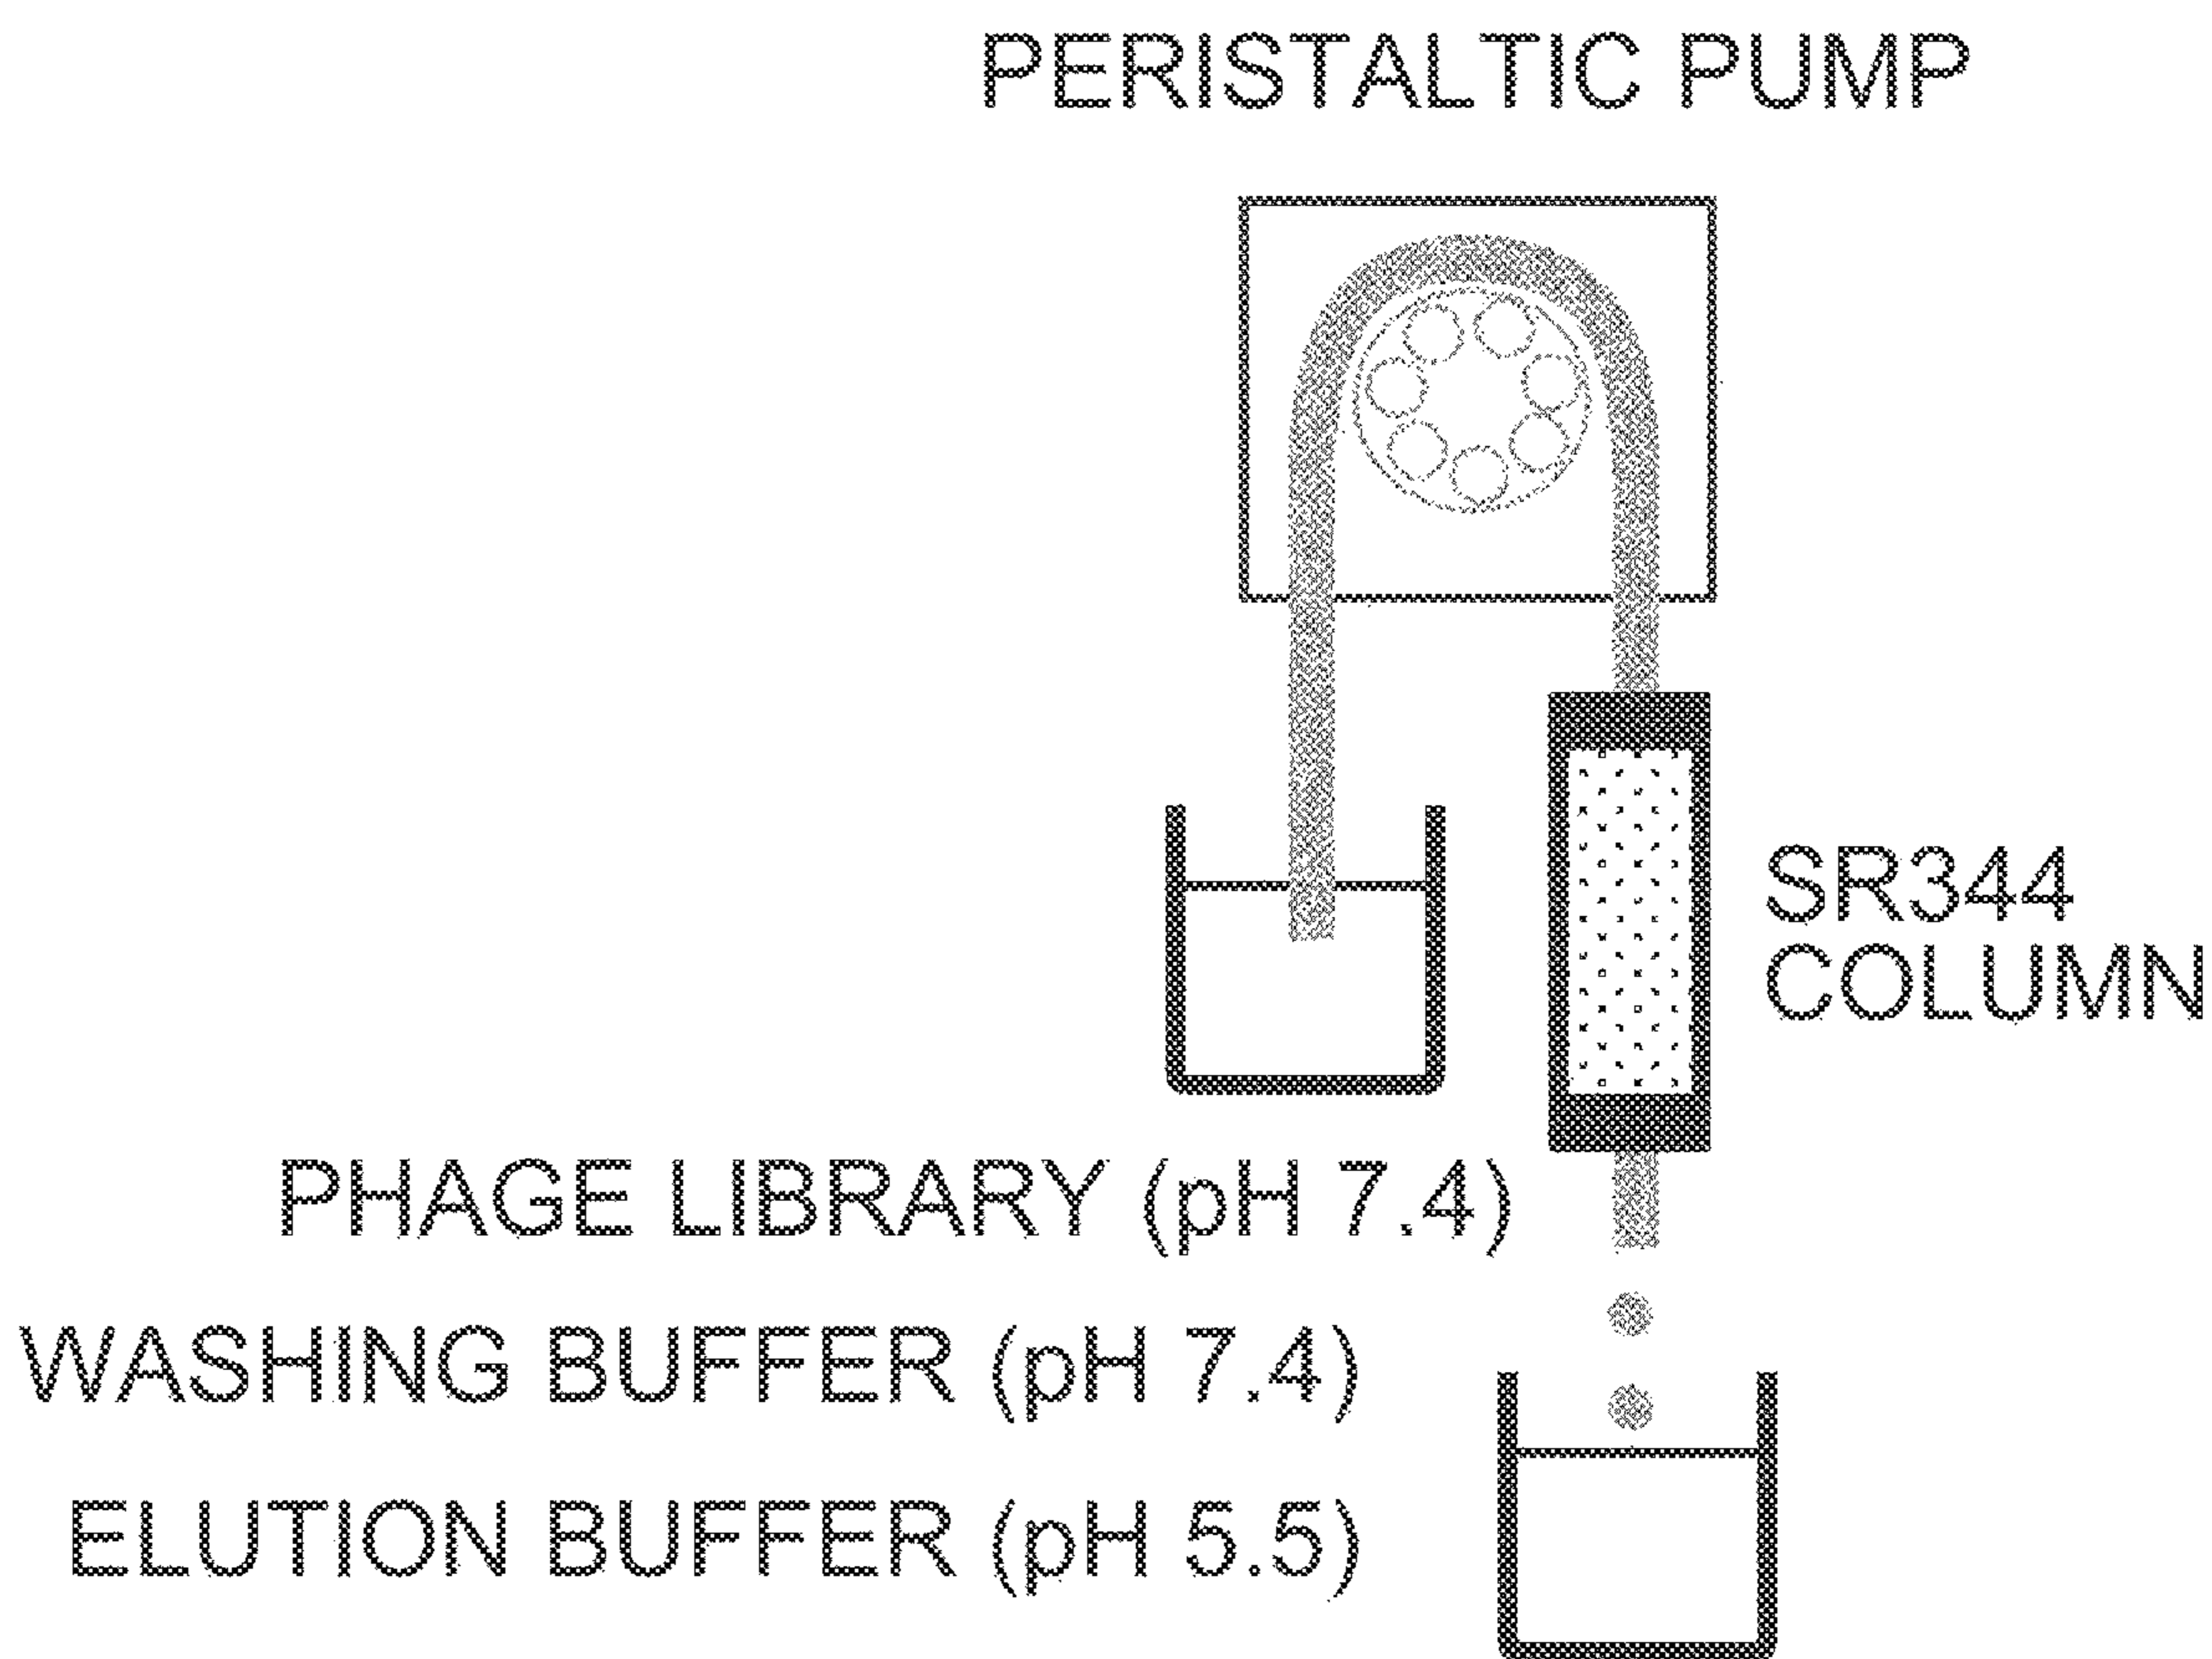 PERISTALTIC PUMP
SR344
COLUMN
PHAGE LIBRARY (pH 7.4)
WASHING BUFFER (pH 7.4)
ELUTION BUFFER (pH 5.5)